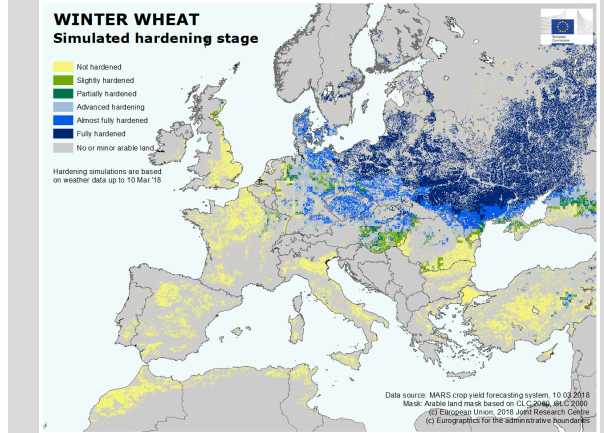 WINTER WHEAT
Simulated hardening stage
European
Commission
Not hardened
Slightly hardened
Partially hardened
Advanced hardening
Almost fully hardened
Fully hardened
No or minor arable land
Hardening simulations are based
on weather data up to 10 Mar.'18
Data source: MARS crop yield forecasting system, 10.03.2018
Mask: Arable land mask based on CLC 2000, GLC 2000
(c) European Union, 2018 Joint Research Centre
(c) Eurographics for the administrative boundaries